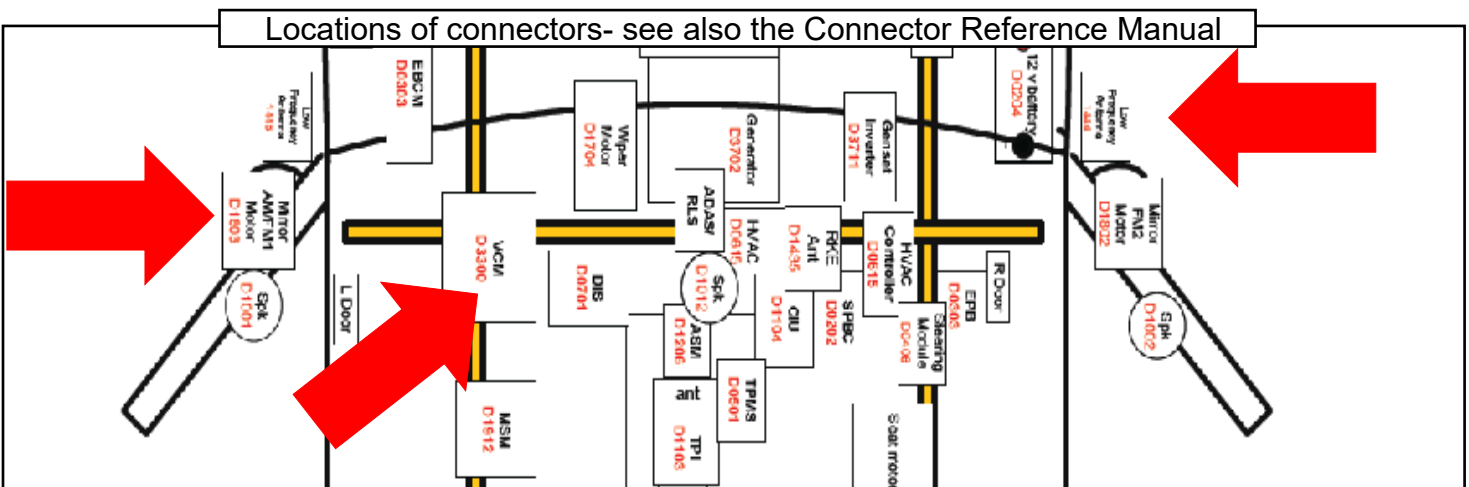 Locations of connectors- see also the Connector Reference Manual
Low
Frequency
Antenna
EBCM
D0303
Wiper
Motor
D1704
Generator
D3702
Genset
Inverter
D3711
12 v battery
D0204
Low
Frequency
Antenna
Mirror
AM/FM1
Motor
D1803
VCM
D3300
ADAS/
RLS
HVAC
D0615
RKE
Ant
D1435
HVAC
Controller
D0615
R Door
Mirror
FM2
Motor
D1802
Spk
D1001
L Door
DIS
D0701
Spk
D1012
CIU
D1104
SPBC
D0202
EPB
D0303
Steering
Module
Spk
D1002
ASM
D1206
MSM
D1912
ant
TPI
D1103
TPMS
D0501